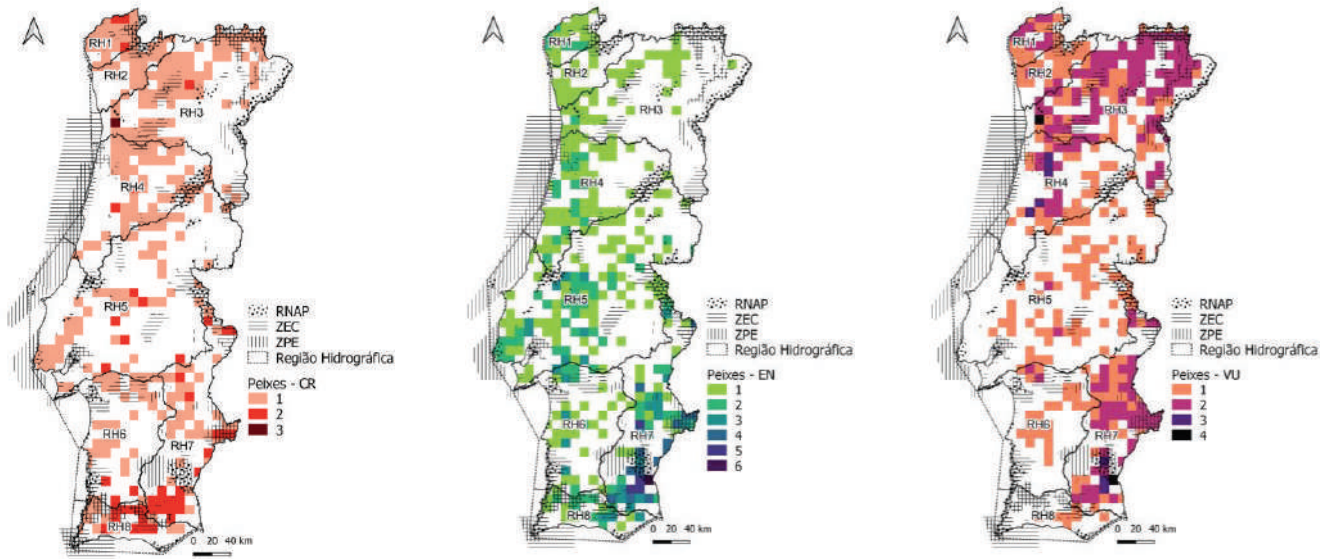 RH1
RH2
RH3
RH4
RH5
RH6
RH7
RH8
RNAP
ZEC
ZPE
Região Hidrográfica
Peixes - CR
1
2
3
0 20 40 km
RH1
RH2
RH3
RH4
RH5
RH6
RH7
RH8
RNAP
ZEC
ZPE
Região Hidrográfica
Peixes - EN
1
2
3
4
5
6
0 20 40 km
RH1
RH2
RH3
RH4
RH5
RH6
RH7
RH8
RNAP
ZEC
ZPE
Região Hidrográfica
Peixes - VU
1
2
3
4
0 20 40 km